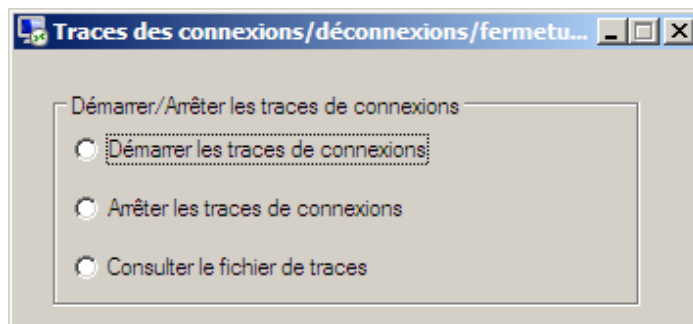 Traces des connexions/déconnexions/fermetu...
Démarrer/Arrêter les traces de connexions
Démarrer les traces de connexions
Arrêter les traces de connexions
Consulter le fichier de traces